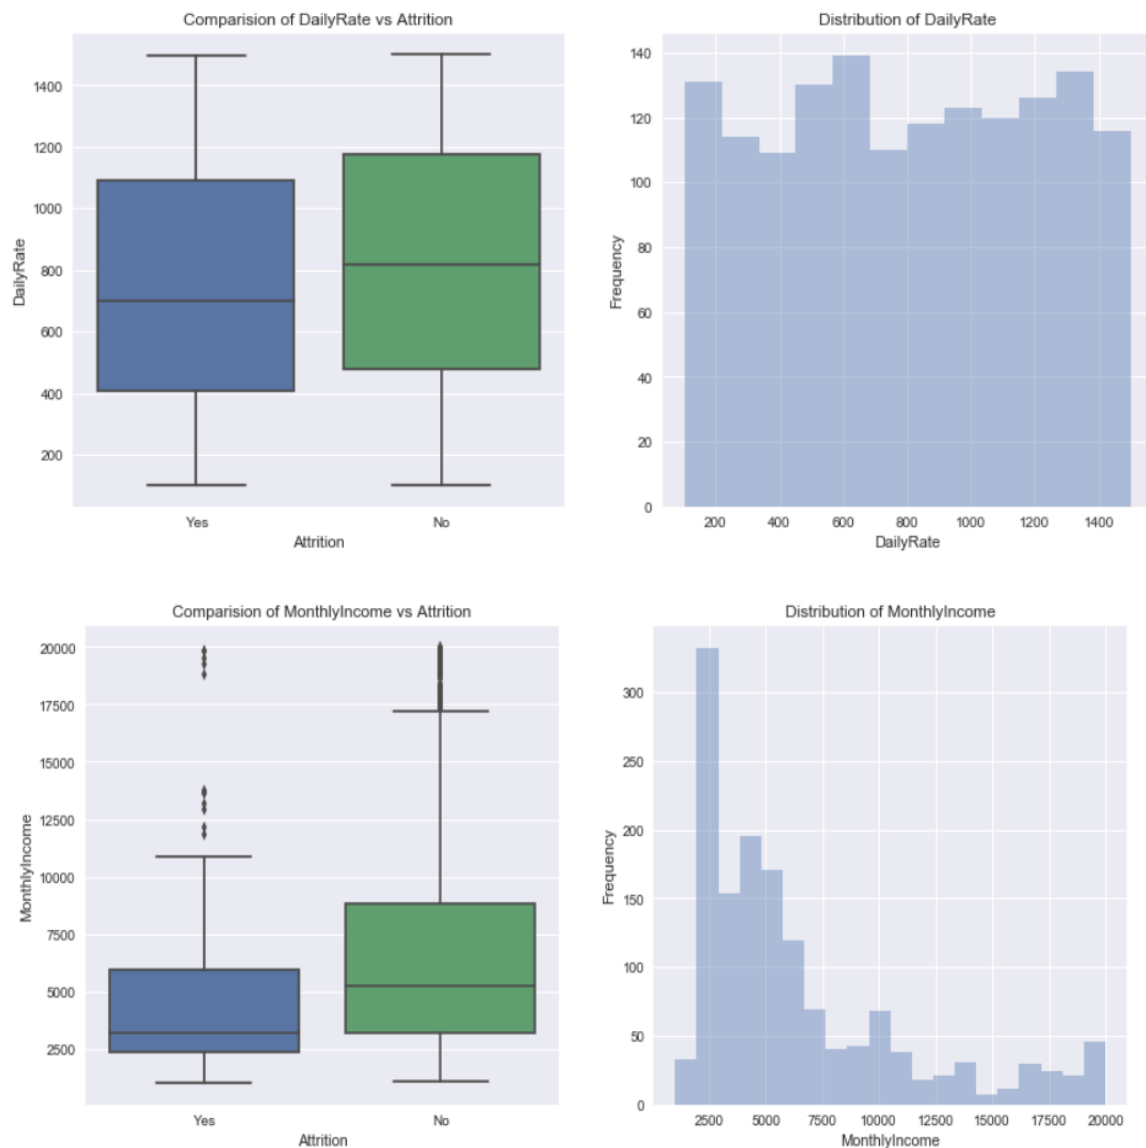 Comparision of DailyRate vs Attrition
DailyRate
1400
1200
1000
800
600
400
200
Yes No
Attrition
Distribution of DailyRate
Frequency
140
120
100
80
60
40
20
0
200 400 600 800 1000 1200 1400
DailyRate
Comparision of MonthlyIncome vs Attrition
MonthlyIncome
20000
17500
15000
12500
10000
7500
5000
2500
Yes No
Attrition
Distribution of MonthlyIncome
Frequency
300
250
200
150
100
50
0
2500 5000 7500 10000 12500 15000 17500 20000
MonthlyIncome